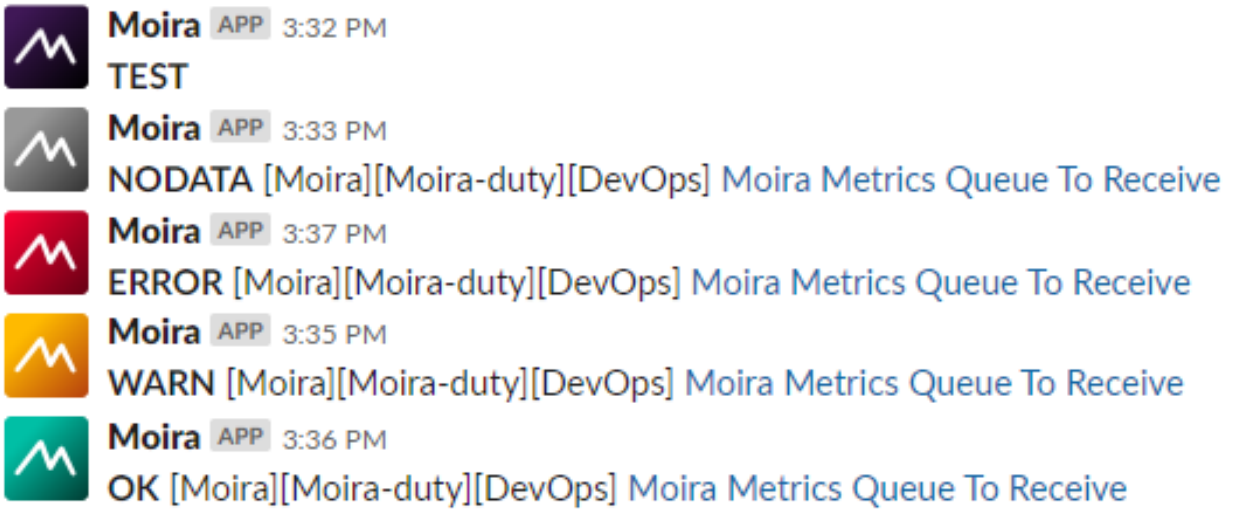 Moira APP 3:32 PM
TEST
Moira APP 3:33 PM
NODATA [Moira][Moira-duty][DevOps] Moira Metrics Queue To Receive
Moira APP 3:37 PM
ERROR [Moira][Moira-duty][DevOps] Moira Metrics Queue To Receive
Moira APP 3:35 PM
WARN [Moira][Moira-duty][DevOps] Moira Metrics Queue To Receive
Moira APP 3:36 PM
OK [Moira][Moira-duty][DevOps] Moira Metrics Queue To Receive